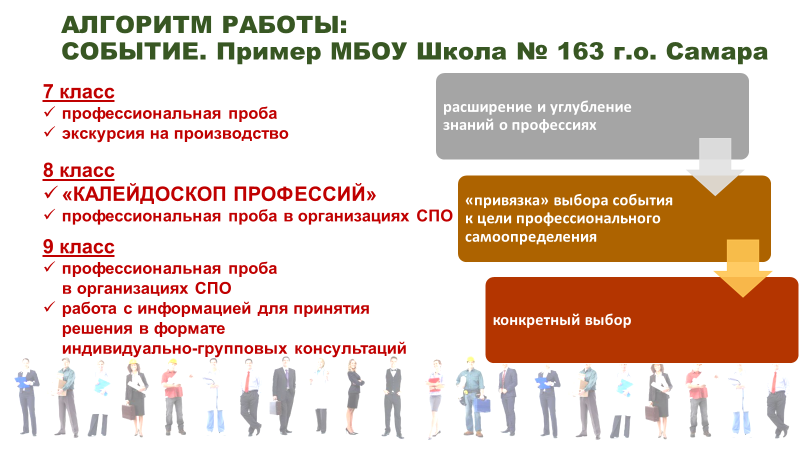 АЛГОРИТМ РАБОТЫ:
СОБЫТИЕ. Пример МБОУ Школа № 163 г.о. Самара
7 класс
✓ профессиональная проба
✓ экскурсия на производство
8 класс
✓ «КАЛЕЙДОСКОП ПРОФЕССИЙ»
✓ профессиональная проба в организациях СПО
9 класс
✓ профессиональная проба
в организациях СПО
✓ работа с информацией для принятия
решения в формате
индивидуально-групповых консультаций
расширение и углубление
знаний о профессиях
«привязка» выбора события
к цели профессионального
самоопределения
конкретный выбор